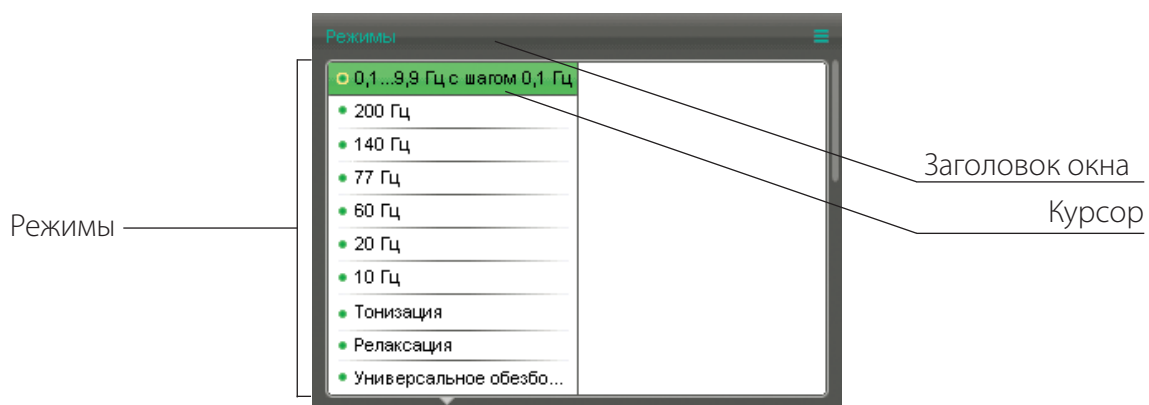 Режимы
0,1...9,9 Гц с шагом 0,1 Гц
200 Гц
140 Гц
77 Гц
60 Гц
20 Гц
10 Гц
Тонизация
Релаксация
Универсальное обезбо...
Режимы
Заголовок окна
Курсор